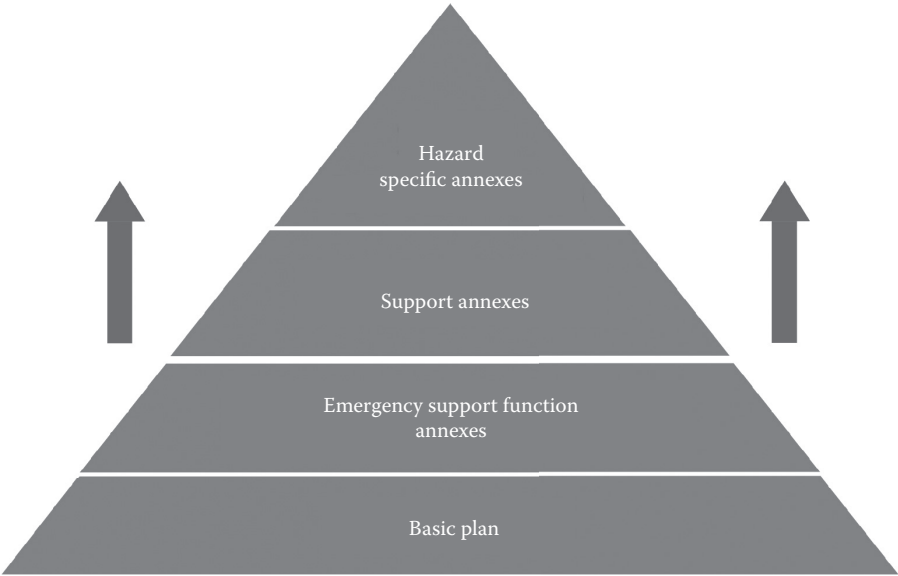 Hazard
specific annexes
Support annexes
Emergency support function
annexes
Basic plan